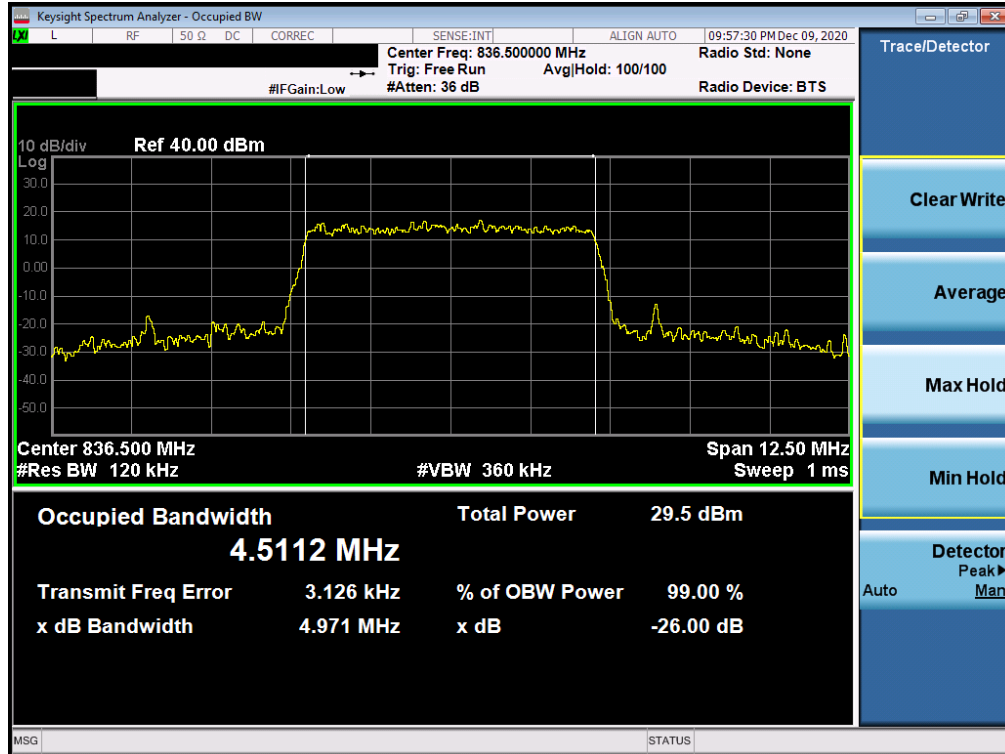 Keysight Spectrum Analyzer - Occupied BW
LXI L RF 50 Ω DC CORREC SENSE:INT ALIGN AUTO 09:57:30 PM Dec 09, 2020
Center Freq: 836.500000 MHz Radio Std: None
Trig: Free Run Avg|Hold: 100/100
#IFGain:Low #Atten: 36 dB Radio Device: BTS
Trace/Detector
10 dB/div Ref 40.00 dBm
Log
30.0
20.0
10.0
0.00
-10.0
-20.0
-30.0
-40.0
-50.0
Center 836.500 MHz Span 12.50 MHz
#Res BW 120 kHz #VBW 360 kHz Sweep 1 ms
Occupied Bandwidth Total Power 29.5 dBm
4.5112 MHz
Transmit Freq Error 3.126 kHz % of OBW Power 99.00 %
x dB Bandwidth 4.971 MHz x dB -26.00 dB
Clear Write
Average
Max Hold
Min Hold
Detector
Peak▶
Auto Man
MSG STATUS